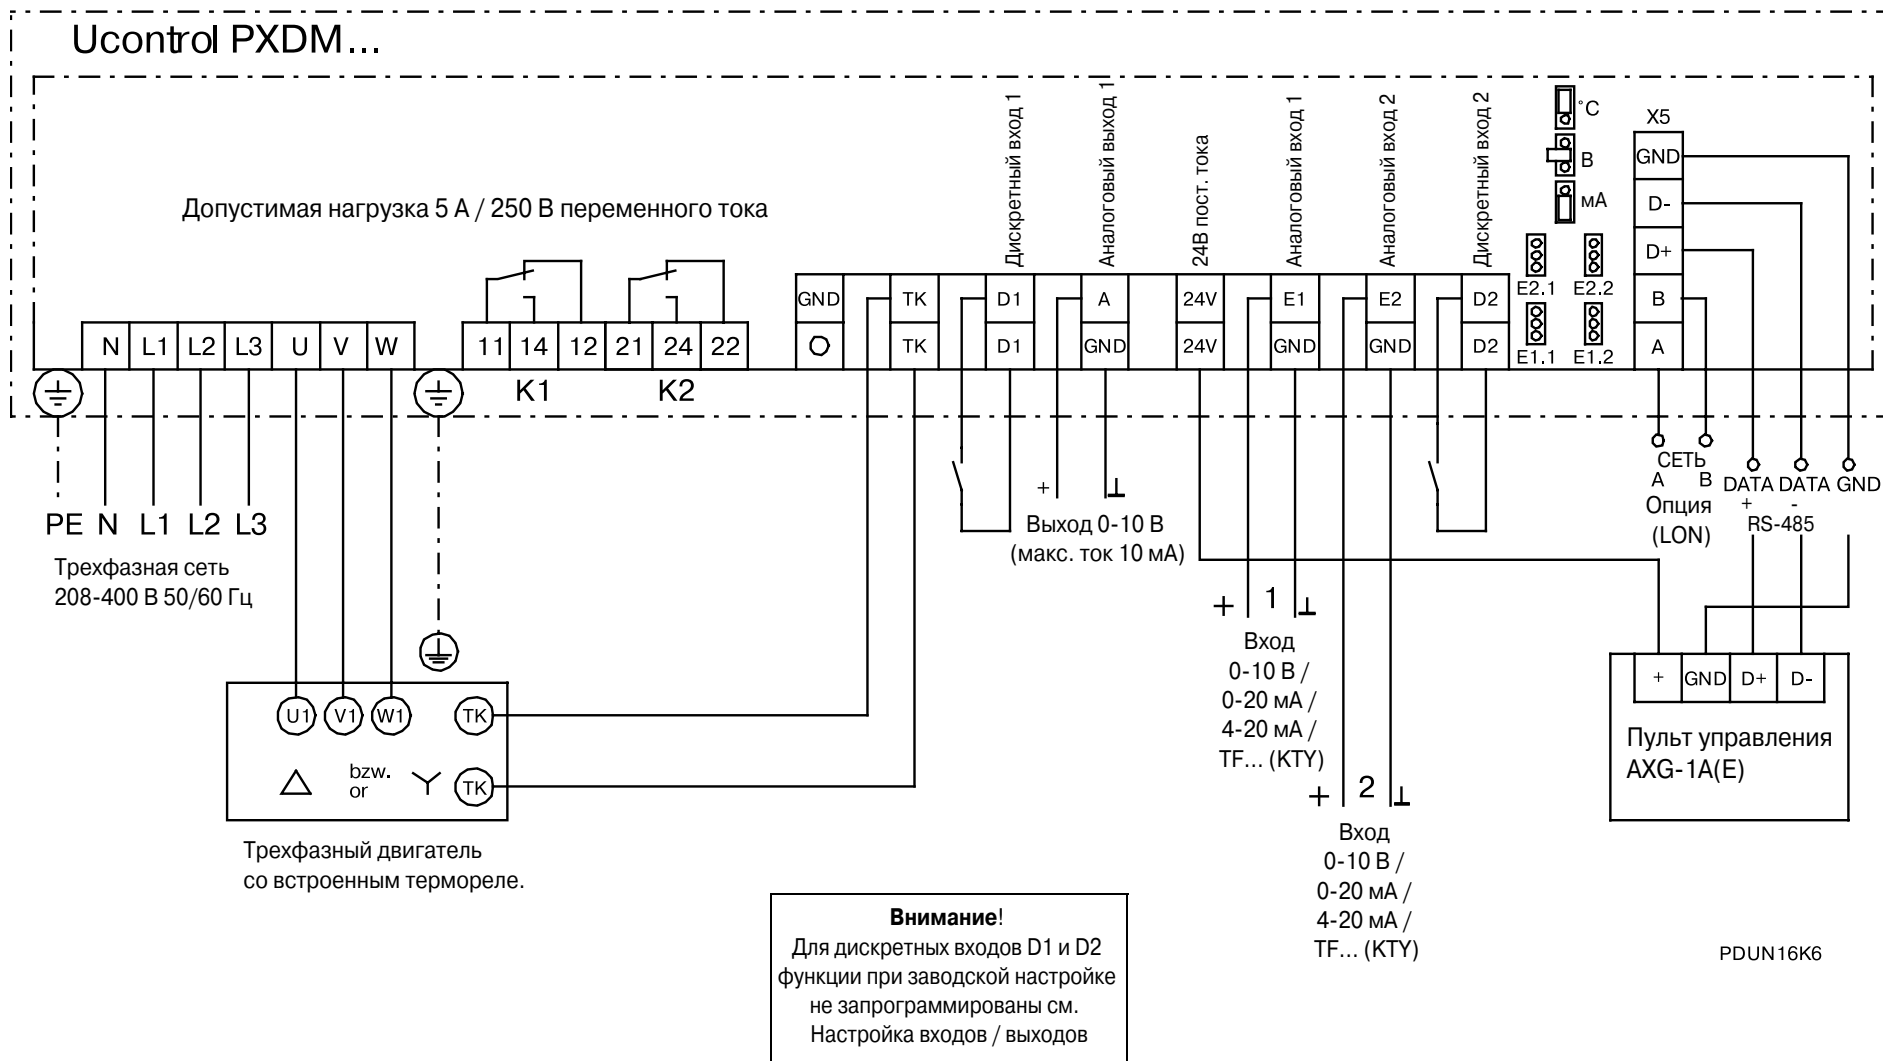 Ucontrol PXDM...
Допустимая нагрузка 5 А / 250 В переменного тока
Дискретный вход 1
Аналоговый выход 1
24В пост. тока
Аналоговый вход 1
Аналоговый вход 2
Дискретный вход 2
°C
В
мА
X5
GND
D-
D+
B
A
E2.1 E2.2
E1.1 E1.2
GND TK D1 A 24V E1 E2 D2
TK D1 GND 24V GND GND D2
N L1 L2 L3 U V W
11 14 12 21 24 22
K1 K2
PE N L1 L2 L3
Трехфазная сеть
208-400 В 50/60 Гц
+ ⊥
Выход 0-10 В
(макс. ток 10 мА)
СЕТЬ
A B
Опция
(LON)
DATA DATA GND
+ -
RS-485
+ 1 ⊥
Вход
0-10 В /
0-20 мА /
4-20 мА /
TF... (KTY)
+ 2 ⊥
Вход
0-10 В /
0-20 мА /
4-20 мА /
TF... (KTY)
+ GND D+ D-
Пульт управления
AXG-1A(E)
U1 V1 W1 TK
bzw.
or
TK
Трехфазный двигатель
со встроенным термореле.
Внимание!
Для дискретных входов D1 и D2
функции при заводской настройке
не запрограммированы см.
Настройка входов / выходов
PDUN16K6